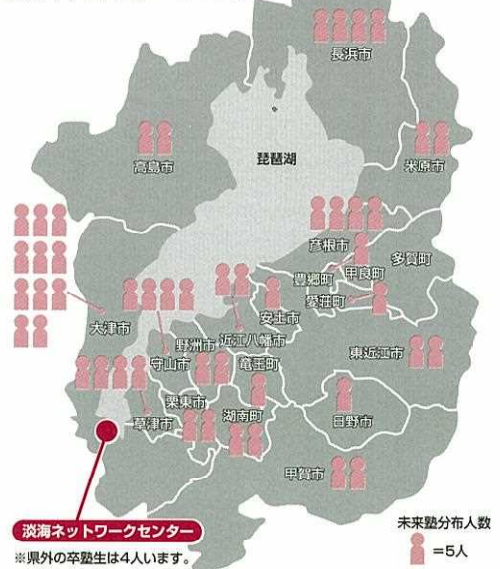 長浜市
高島市
琵琶湖
米原市
彦根市
多賀町
豊郷町
甲良町
愛荘町
安土市
大津市
野洲市
近江八幡市
守山市
竜王町
東近江市
栗東市
湖南町
日野市
草津市
甲賀市
淡海ネットワークセンター
※県外の卒塾生は4人います。
未来塾分布人数
=5人